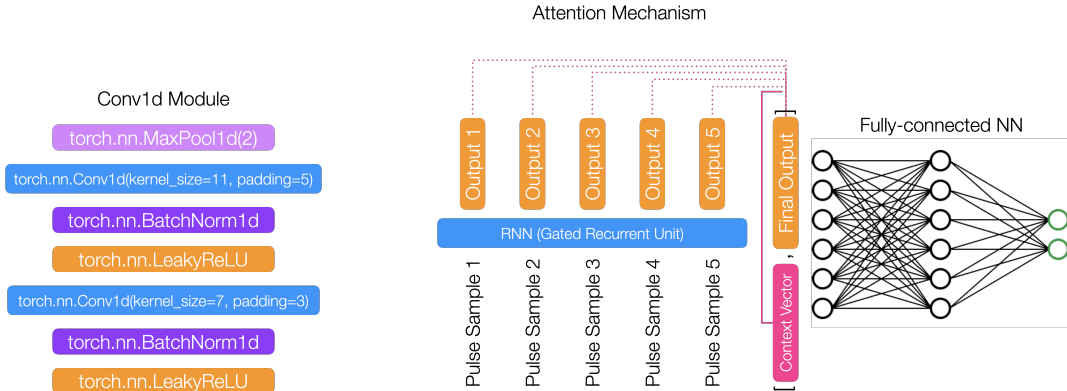 Attention Mechanism
Conv1d Module
torch.nn.MaxPool1d(2)
torch.nn.Conv1d(kernel_size=11, padding=5)
torch.nn.BatchNorm1d
torch.nn.LeakyReLU
torch.nn.Conv1d(kernel_size=7, padding=3)
torch.nn.BatchNorm1d
torch.nn.LeakyReLU
Output 1
Output 2
Output 3
Output 4
Output 5
RNN (Gated Recurrent Unit)
Pulse Sample 1
Pulse Sample 2
Pulse Sample 3
Pulse Sample 4
Pulse Sample 5
[Context Vector, Final Output]
Fully-connected NN